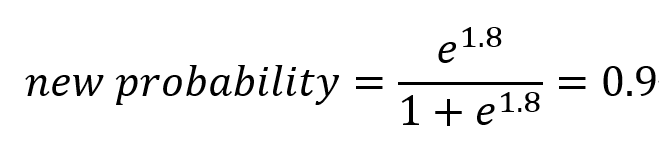 new probability = e^1.8 / (1 + e^1.8) = 0.9